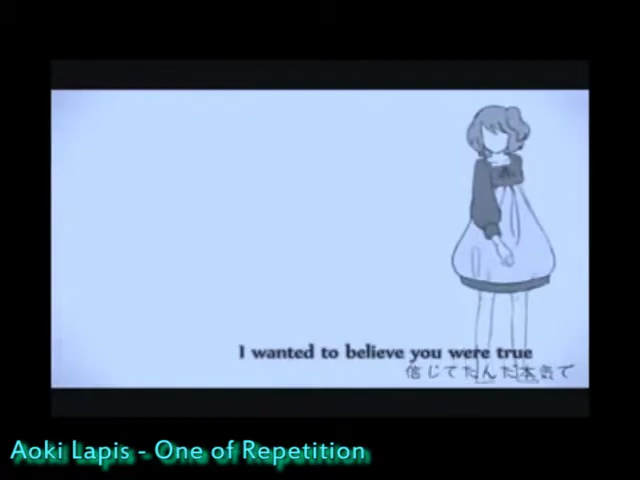 I wanted to believe you were true
信じてたんだ本気で
Aoki Lapis - One of Repetition